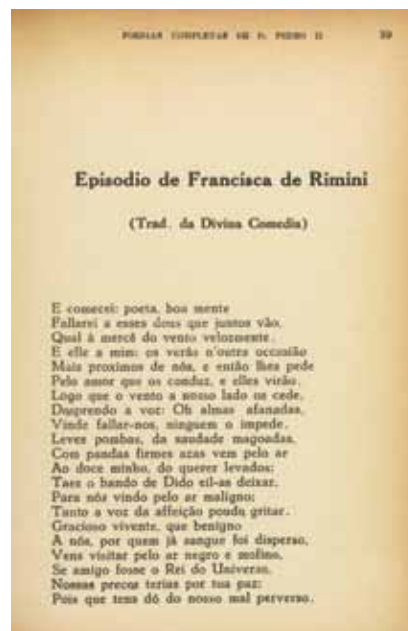 POESIAS COMPLETAS DE D. PEDRO II 39
Episodio de Francisca de Rimini
(Trad. da Divina Comedia)
E comecei: poeta, boa mente
Fallarei a esses dous que juntos vão,
Qual à mercê do vento velozmente.
E elle a mim: os verás n'outra occasião
Mais proximos de nós, e então lhes pede
Pelo amor que os conduz, e elles virão.
Logo que o vento a nosso lado os cede,
Desprendo a voz: Oh almas afanadas,
Vinde fallar-nos, ninguem o impede.
Leves pombas, da saudade magoadas,
Com pandas firmes azas vem pelo ar
Ao doce ninho, do querer levados;
Taes o bando de Dido eil-as deixar,
Para nós vindo pelo ar maligno;
Tanto a voz da affeição poude gritar.
Gracioso vivente, que benigno
A nós, por quem já sangue foi disperso,
Vens visitar pelo ar negro e mofino,
Se amigo fosse o Rei do Universo,
Nossas preces terias por tua paz;
Pois que tens dó do nosso mal perverso.